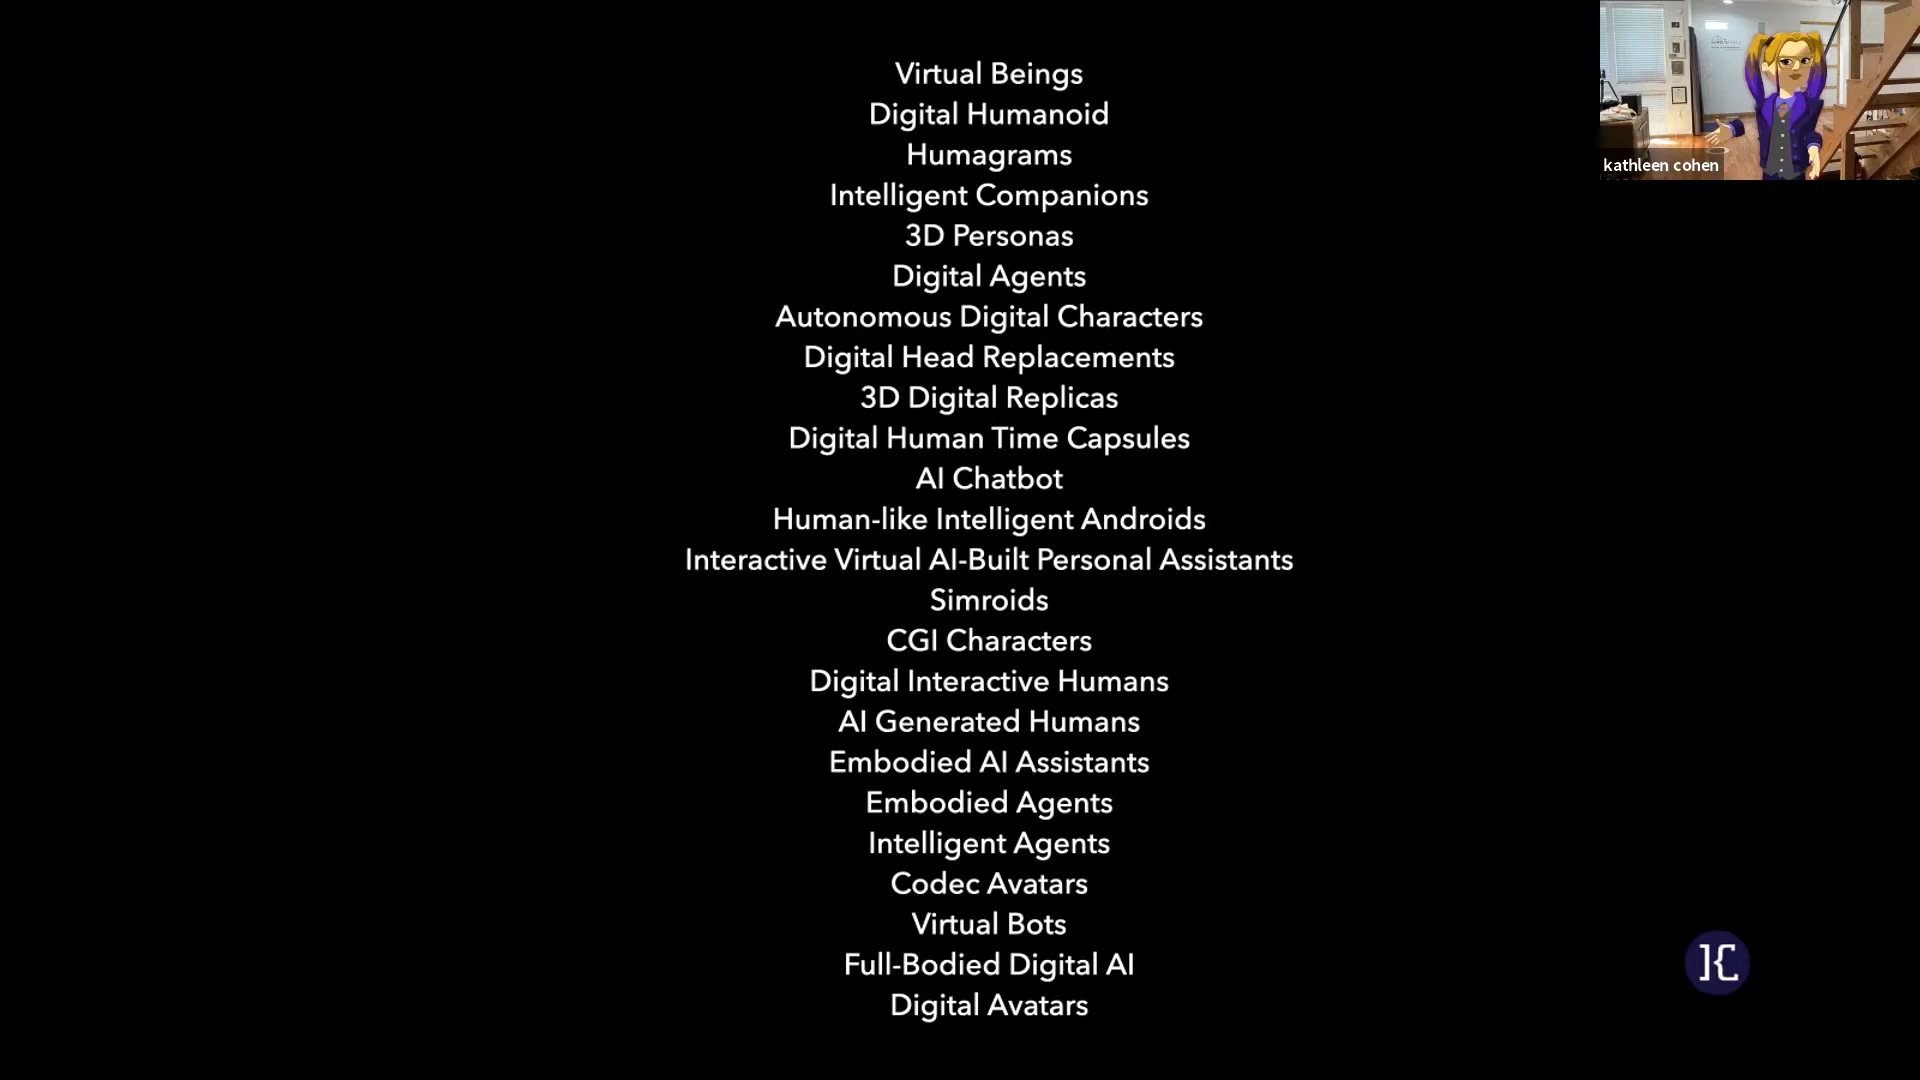 Virtual Beings
Digital Humanoid
Humagrams
Intelligent Companions
3D Personas
Digital Agents
Autonomous Digital Characters
Digital Head Replacements
3D Digital Replicas
Digital Human Time Capsules
AI Chatbot
Human-like Intelligent Androids
Interactive Virtual AI-Built Personal Assistants
Simroids
CGI Characters
Digital Interactive Humans
AI Generated Humans
Embodied AI Assistants
Embodied Agents
Intelligent Agents
Codec Avatars
Virtual Bots
Full-Bodied Digital AI
Digital Avatars
kathleen cohen